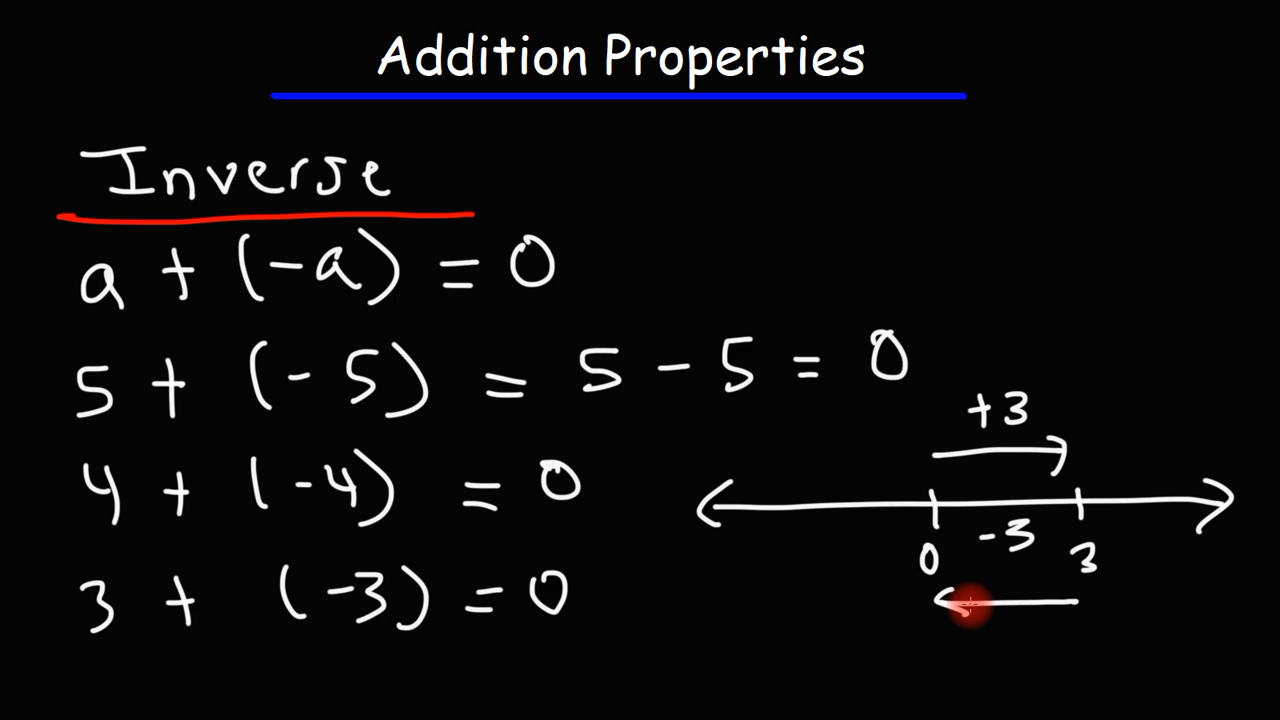 Addition Properties
Inverse
a + (-a) = 0
5 + (-5) = 5 - 5 = 0
4 + (-4) = 0
3 + (-3) = 0
+3
-3
0 3